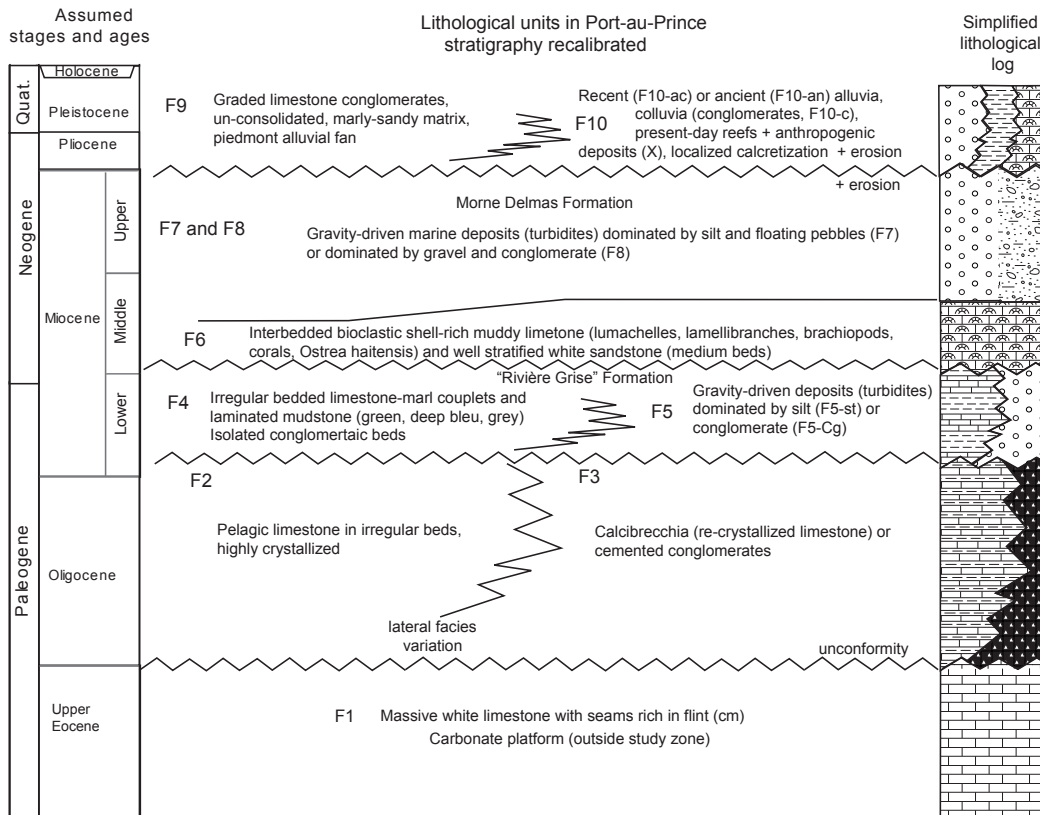 Assumed
stages and ages
Lithological units in Port-au-Prince
stratigraphy recalibrated
Simplified
lithological
log
Quat.
Neogene
Paleogene
Holocene
Pleistocene
Pliocene
Miocene
Upper
Middle
Lower
Oligocene
Upper
Eocene
F9
Graded limestone conglomerates,
un-consolidated, marly-sandy matrix,
piedmont alluvial fan
F10
Recent (F10-ac) or ancient (F10-an) alluvia,
colluvia (conglomerates, F10-c),
present-day reefs + anthropogenic
deposits (X), localized calcretization + erosion
+ erosion
Morne Delmas Formation
F7 and F8
Gravity-driven marine deposits (turbidites) dominated by silt and floating pebbles (F7)
or dominated by gravel and conglomerate (F8)
F6
Interbedded bioclastic shell-rich muddy limetone (lumachelles, lamellibranches, brachiopods,
corals, Ostrea haitensis) and well stratified white sandstone (medium beds)
“Rivière Grise” Formation
F4
Irregular bedded limestone-marl couplets and
laminated mudstone (green, deep bleu, grey)
Isolated conglomertaic beds
F5
Gravity-driven deposits (turbidites)
dominated by silt (F5-st) or
conglomerate (F5-Cg)
F2
Pelagic limestone in irregular beds,
highly crystallized
F3
Calcibrecchia (re-crystallized limestone) or
cemented conglomerates
lateral facies
variation
unconformity
F1
Massive white limestone with seams rich in flint (cm)
Carbonate platform (outside study zone)